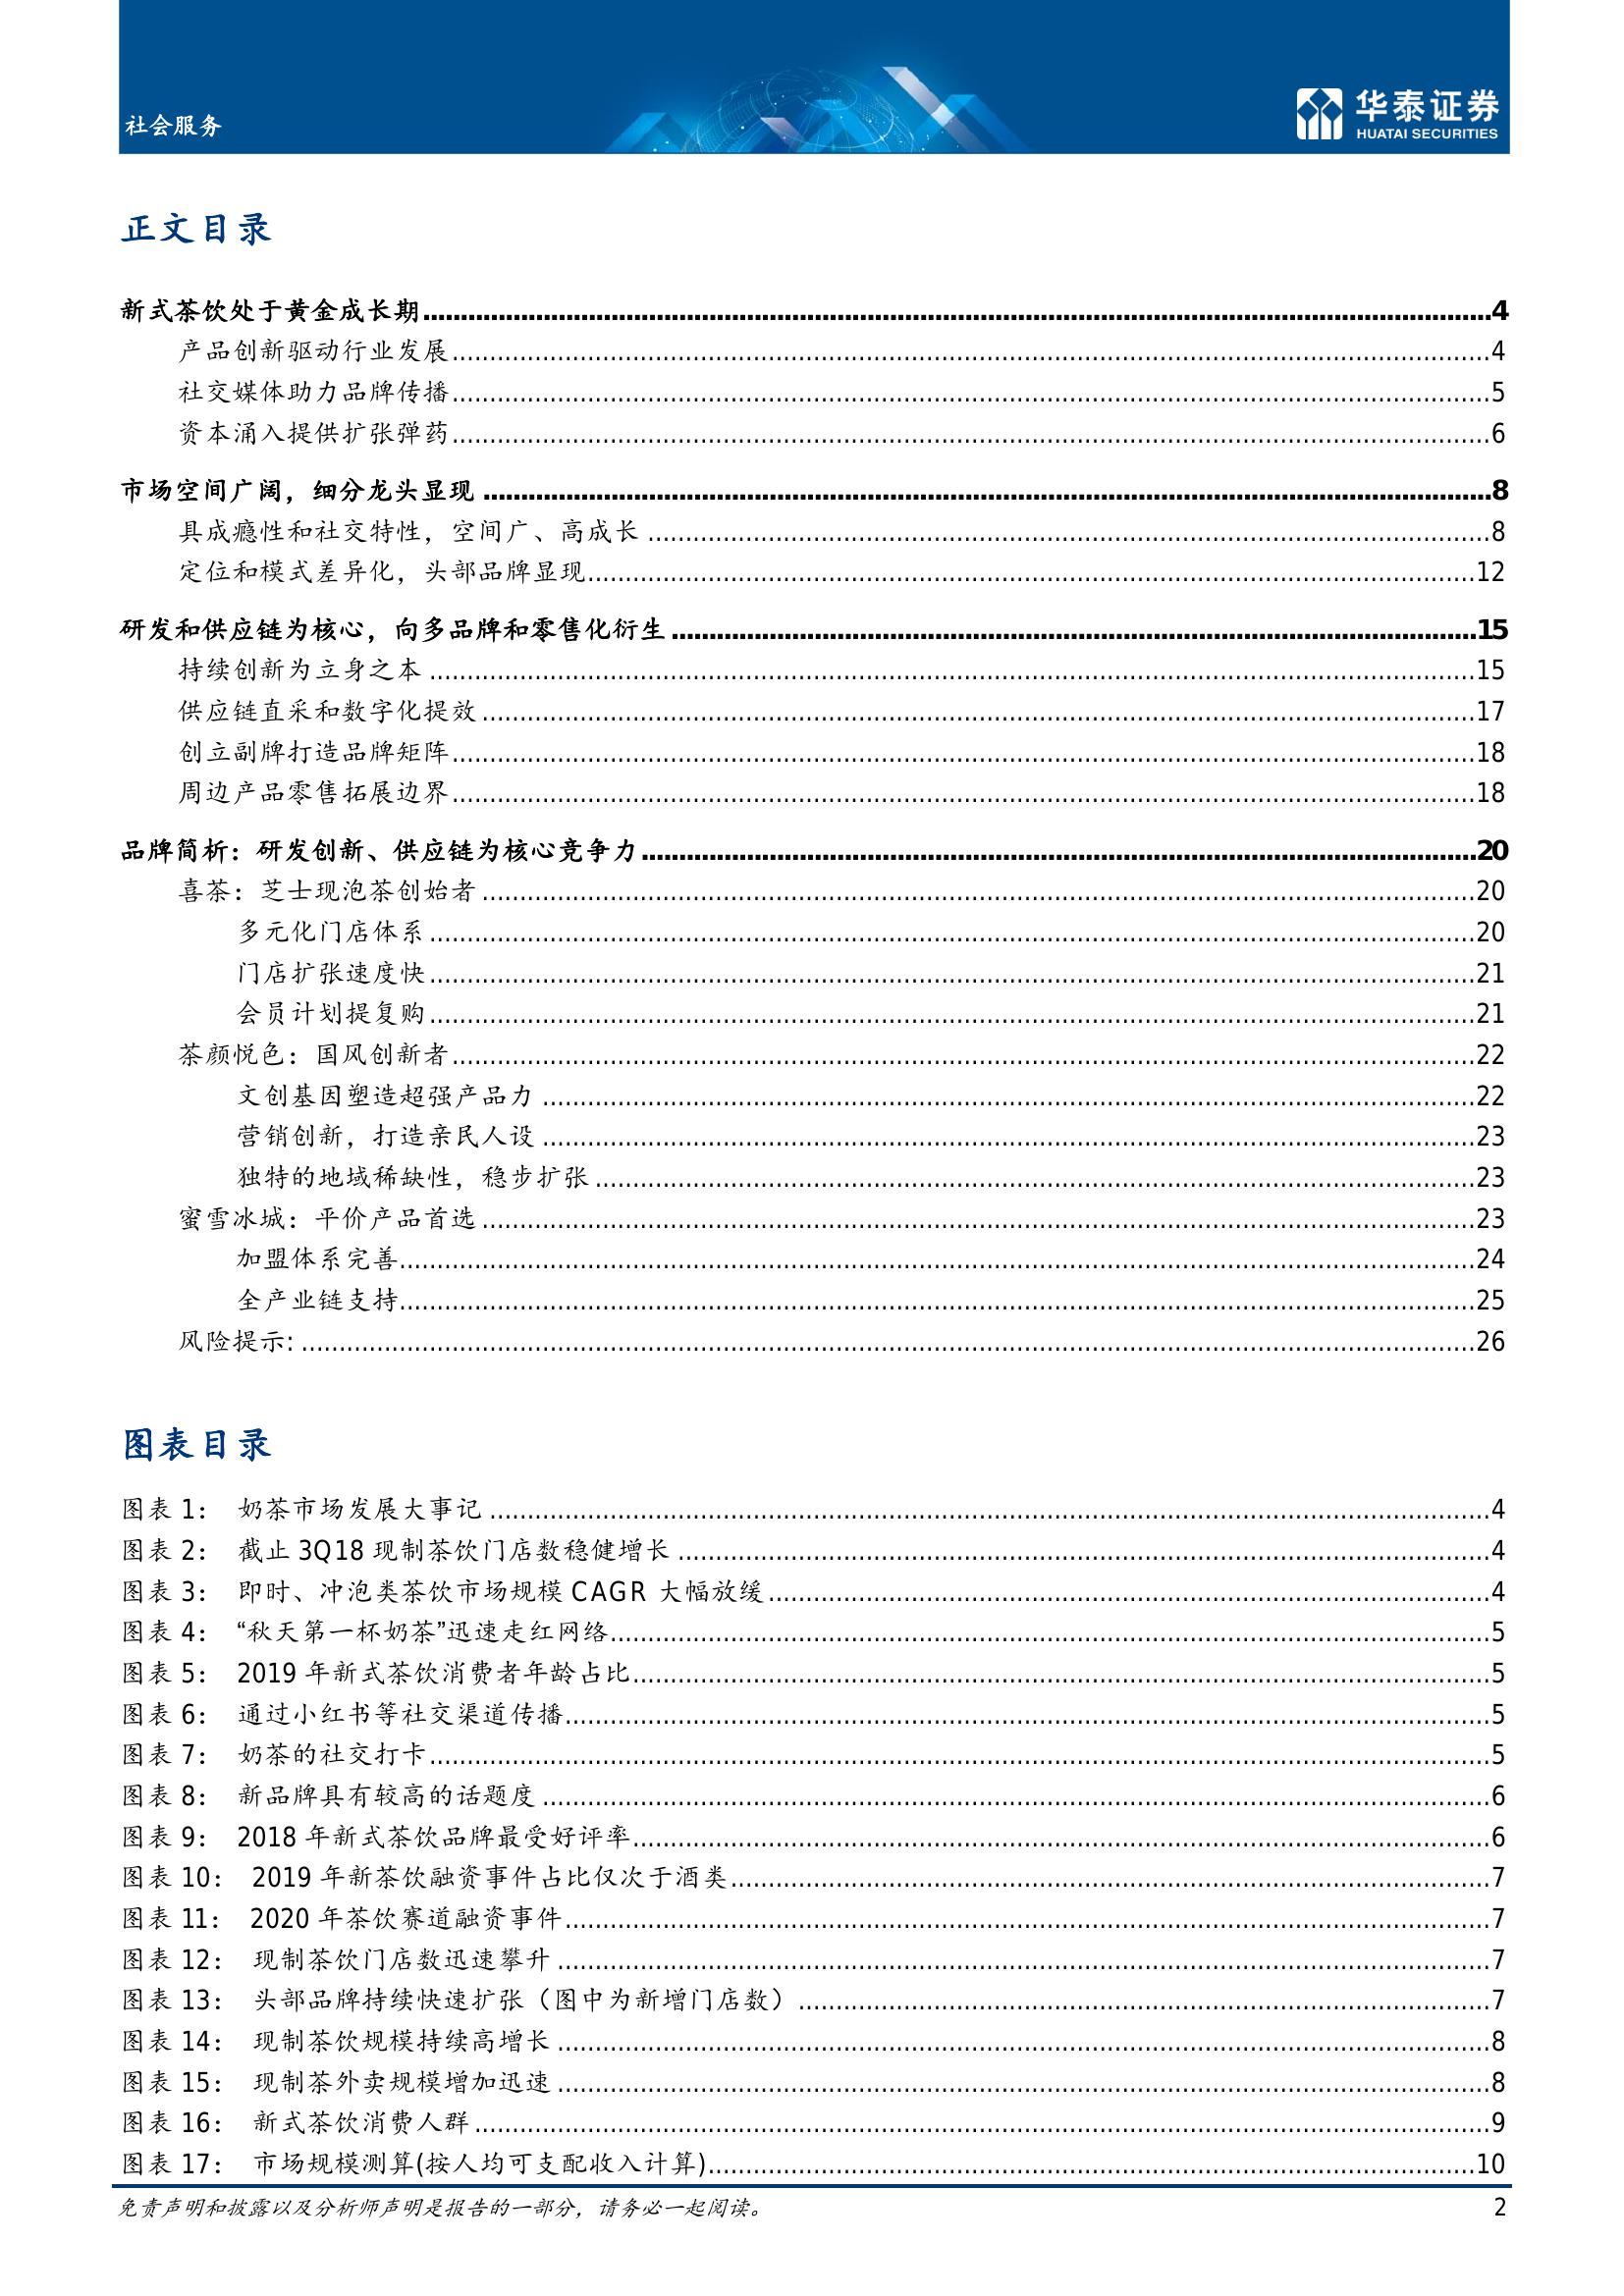 社会服务
华泰证券
HUATAI SECURITIES
正文目录
新式茶饮处于黄金成长期 4
产品创新驱动行业发展 4
社交媒体助力品牌传播 5
资本涌入提供扩张弹药 6
市场空间广阔，细分龙头显现 8
具成瘾性和社交特性，空间广、高成长 8
定位和模式差异化，头部品牌显现 12
研发和供应链为核心，向多品牌和零售化衍生 15
持续创新为立身之本 15
供应链直采和数字化提效 17
创立副牌打造品牌矩阵 18
周边产品零售拓展边界 18
品牌简析：研发创新、供应链为核心竞争力 20
喜茶：芝士现泡茶创始者 20
多元化门店体系 20
门店扩张速度快 21
会员计划提复购 21
茶颜悦色：国风创新者 22
文创基因塑造超强产品力 22
营销创新，打造亲民人设 23
独特的地域稀缺性，稳步扩张 23
蜜雪冰城：平价产品首选 23
加盟体系完善 24
全产业链支持 25
风险提示: 26
图表目录
图表 1： 奶茶市场发展大事记 4
图表 2： 截止 3Q18 现制茶饮门店数稳健增长 4
图表 3： 即时、冲泡类茶饮市场规模 CAGR 大幅放缓 4
图表 4： “秋天第一杯奶茶”迅速走红网络 5
图表 5： 2019 年新式茶饮消费者年龄占比 5
图表 6： 通过小红书等社交渠道传播 5
图表 7： 奶茶的社交打卡 5
图表 8： 新品牌具有较高的话题度 6
图表 9： 2018 年新式茶饮品牌最受好评率 6
图表 10： 2019 年新茶饮融资事件占比仅次于酒类 7
图表 11： 2020 年茶饮赛道融资事件 7
图表 12： 现制茶饮门店数迅速攀升 7
图表 13： 头部品牌持续快速扩张（图中为新增门店数） 7
图表 14： 现制茶饮规模持续高增长 8
图表 15： 现制茶外卖规模增加迅速 8
图表 16： 新式茶饮消费人群 9
图表 17： 市场规模测算(按人均可支配收入计算) 10
免责声明和披露以及分析师声明是报告的一部分，请务必一起阅读。 2